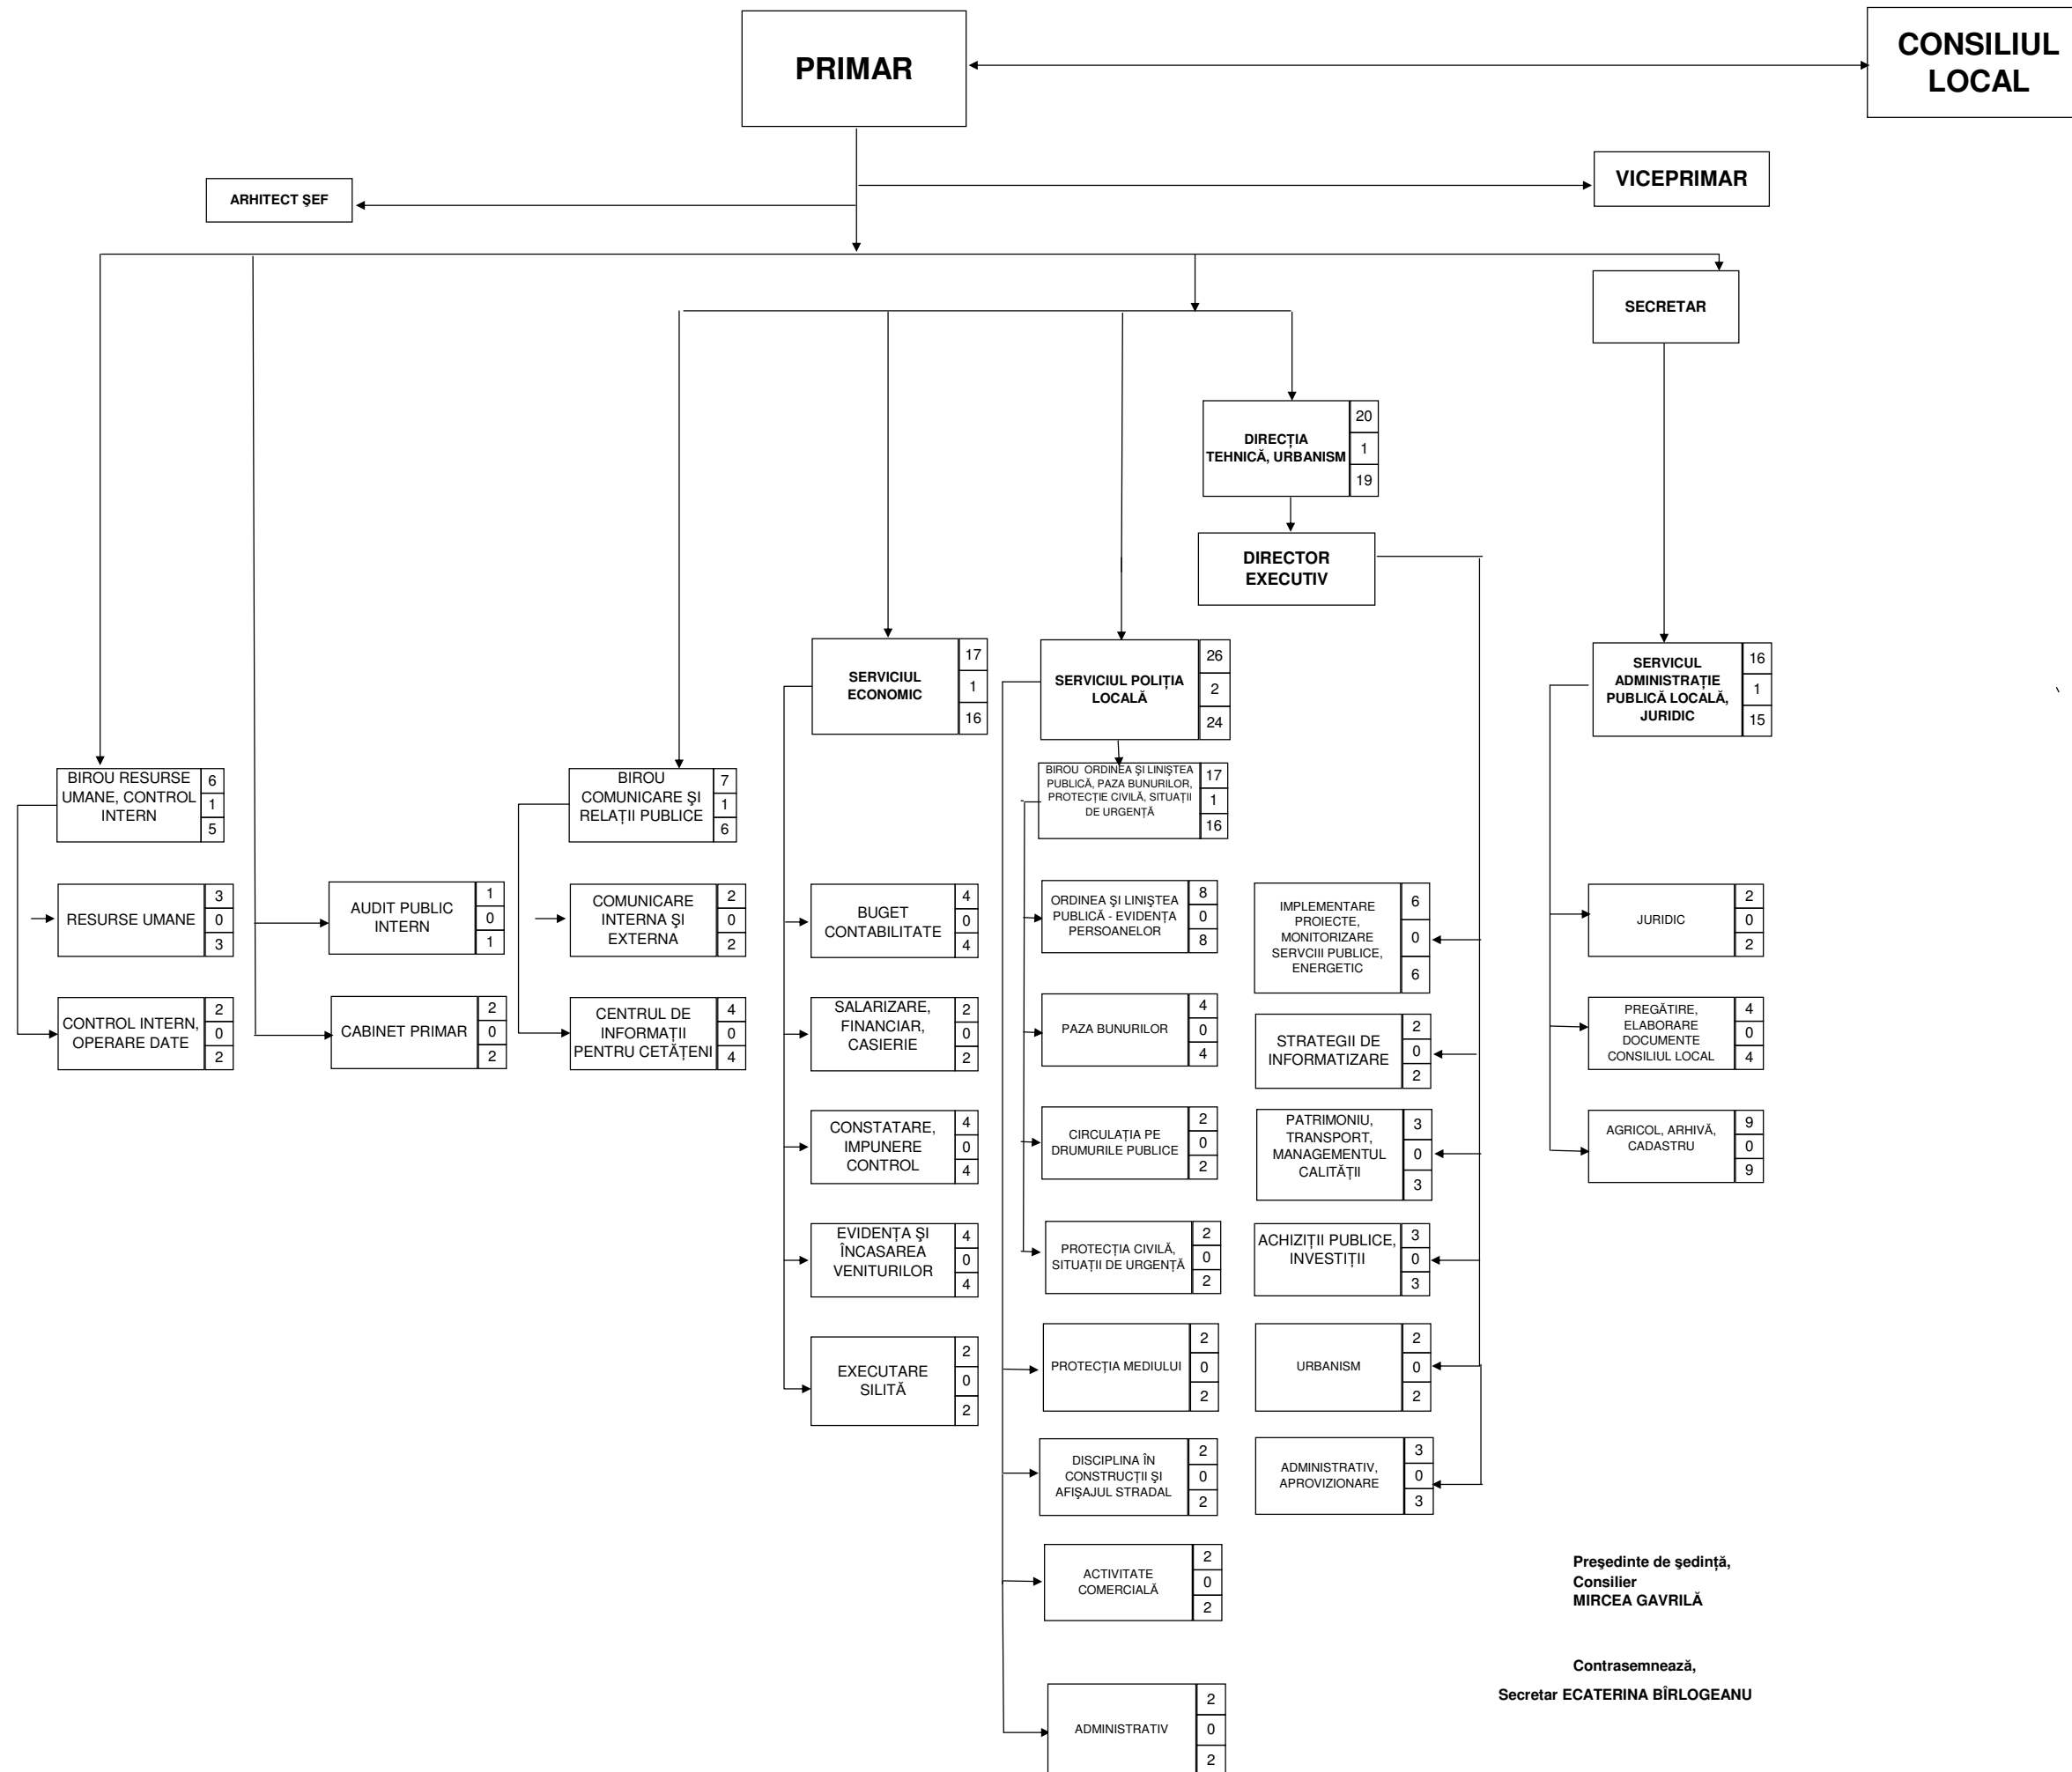 PRIMAR
CONSILIUL
LOCAL
VICEPRIMAR
ARHITECT ŞEF
SECRETAR
DIRECȚIA
TEHNICĂ, URBANISM
20
1
19
DIRECTOR
EXECUTIV
SERVICIUL
ECONOMIC
17
1
16
SERVICIUL POLIȚIA
LOCALĂ
26
2
24
SERVICUL
ADMINISTRAȚIE
PUBLICĂ LOCALĂ,
JURIDIC
16
1
15
BIROU RESURSE
UMANE, CONTROL
INTERN
6
1
5
BIROU
COMUNICARE ŞI
RELAȚII PUBLICE
7
1
6
BIROU ORDINEA ŞI LINIŞTEA
PUBLICĂ, PAZA BUNURILOR,
PROTECȚIE CIVILĂ, SITUAȚII
DE URGENȚĂ
17
1
16
RESURSE UMANE
3
0
3
AUDIT PUBLIC
INTERN
1
0
1
COMUNICARE
INTERNA ŞI
EXTERNA
2
0
2
BUGET
CONTABILITATE
4
0
4
ORDINEA ŞI LINIŞTEA
PUBLICĂ - EVIDENȚA
PERSOANELOR
8
0
8
IMPLEMENTARE
PROIECTE,
MONITORIZARE
SERVCIII PUBLICE,
ENERGETIC
6
0
6
JURIDIC
2
0
2
CONTROL INTERN,
OPERARE DATE
2
0
2
CABINET PRIMAR
2
0
2
CENTRUL DE
INFORMAȚII
PENTRU CETĂȚENI
4
0
4
SALARIZARE,
FINANCIAR,
CASIERIE
2
0
2
PAZA BUNURILOR
4
0
4
STRATEGII DE
INFORMATIZARE
2
0
2
PREGĂTIRE,
ELABORARE
DOCUMENTE
CONSILIUL LOCAL
4
0
4
CONSTATARE,
IMPUNERE
CONTROL
4
0
4
CIRCULAȚIA PE
DRUMURILE PUBLICE
2
0
2
PATRIMONIU,
TRANSPORT,
MANAGEMENTUL
CALITĂȚII
3
0
3
AGRICOL, ARHIVĂ,
CADASTRU
9
0
9
EVIDENȚA ŞI
ÎNCASAREA
VENITURILOR
4
0
4
PROTECȚIA CIVILĂ,
SITUAȚII DE URGENȚĂ
2
0
2
ACHIZIȚII PUBLICE,
INVESTIȚII
3
0
3
EXECUTARE
SILITĂ
2
0
2
PROTECȚIA MEDIULUI
2
0
2
URBANISM
2
0
2
DISCIPLINA ÎN
CONSTRUCȚII ŞI
AFIŞAJUL STRADAL
2
0
2
ADMINISTRATIV,
APROVIZIONARE
3
0
3
ACTIVITATE
COMERCIALĂ
2
0
2
ADMINISTRATIV
2
0
2
Preşedinte de şedință,
Consilier
MIRCEA GAVRILĂ
Contrasemnează,
Secretar ECATERINA BÎRLOGEANU